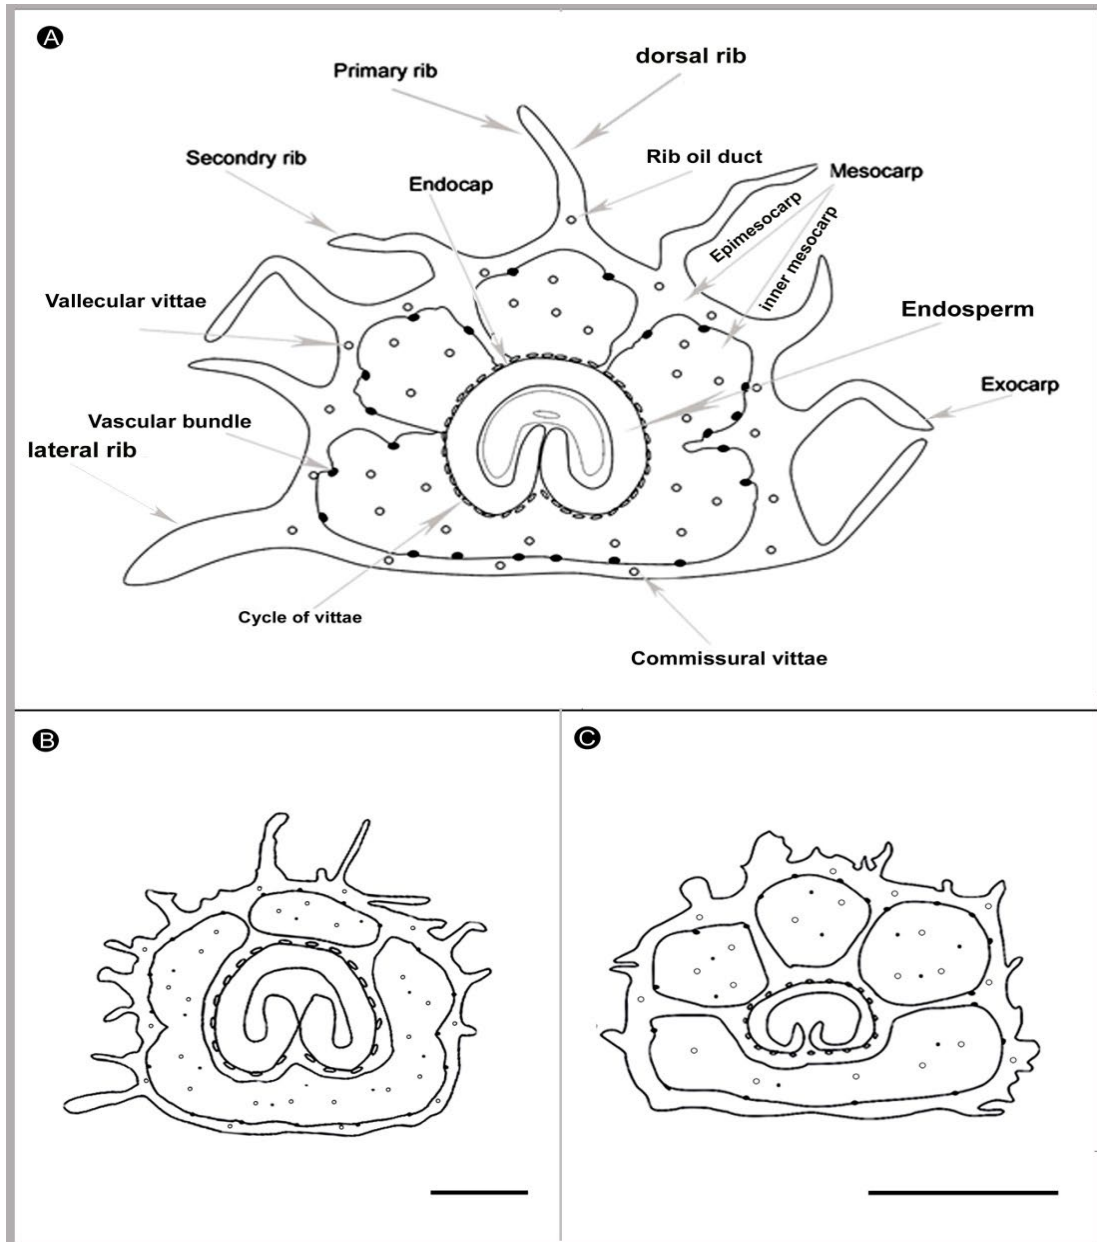 A
Primary rib
dorsal rib
Secondry rib
Endocap
Rib oil duct
Mesocarp
Epimesocarp
inner mesocarp
Vallecular vittae
Endosperm
Exocarp
Vascular bundle
lateral rib
Cycle of vittae
Commissural vittae
B
C